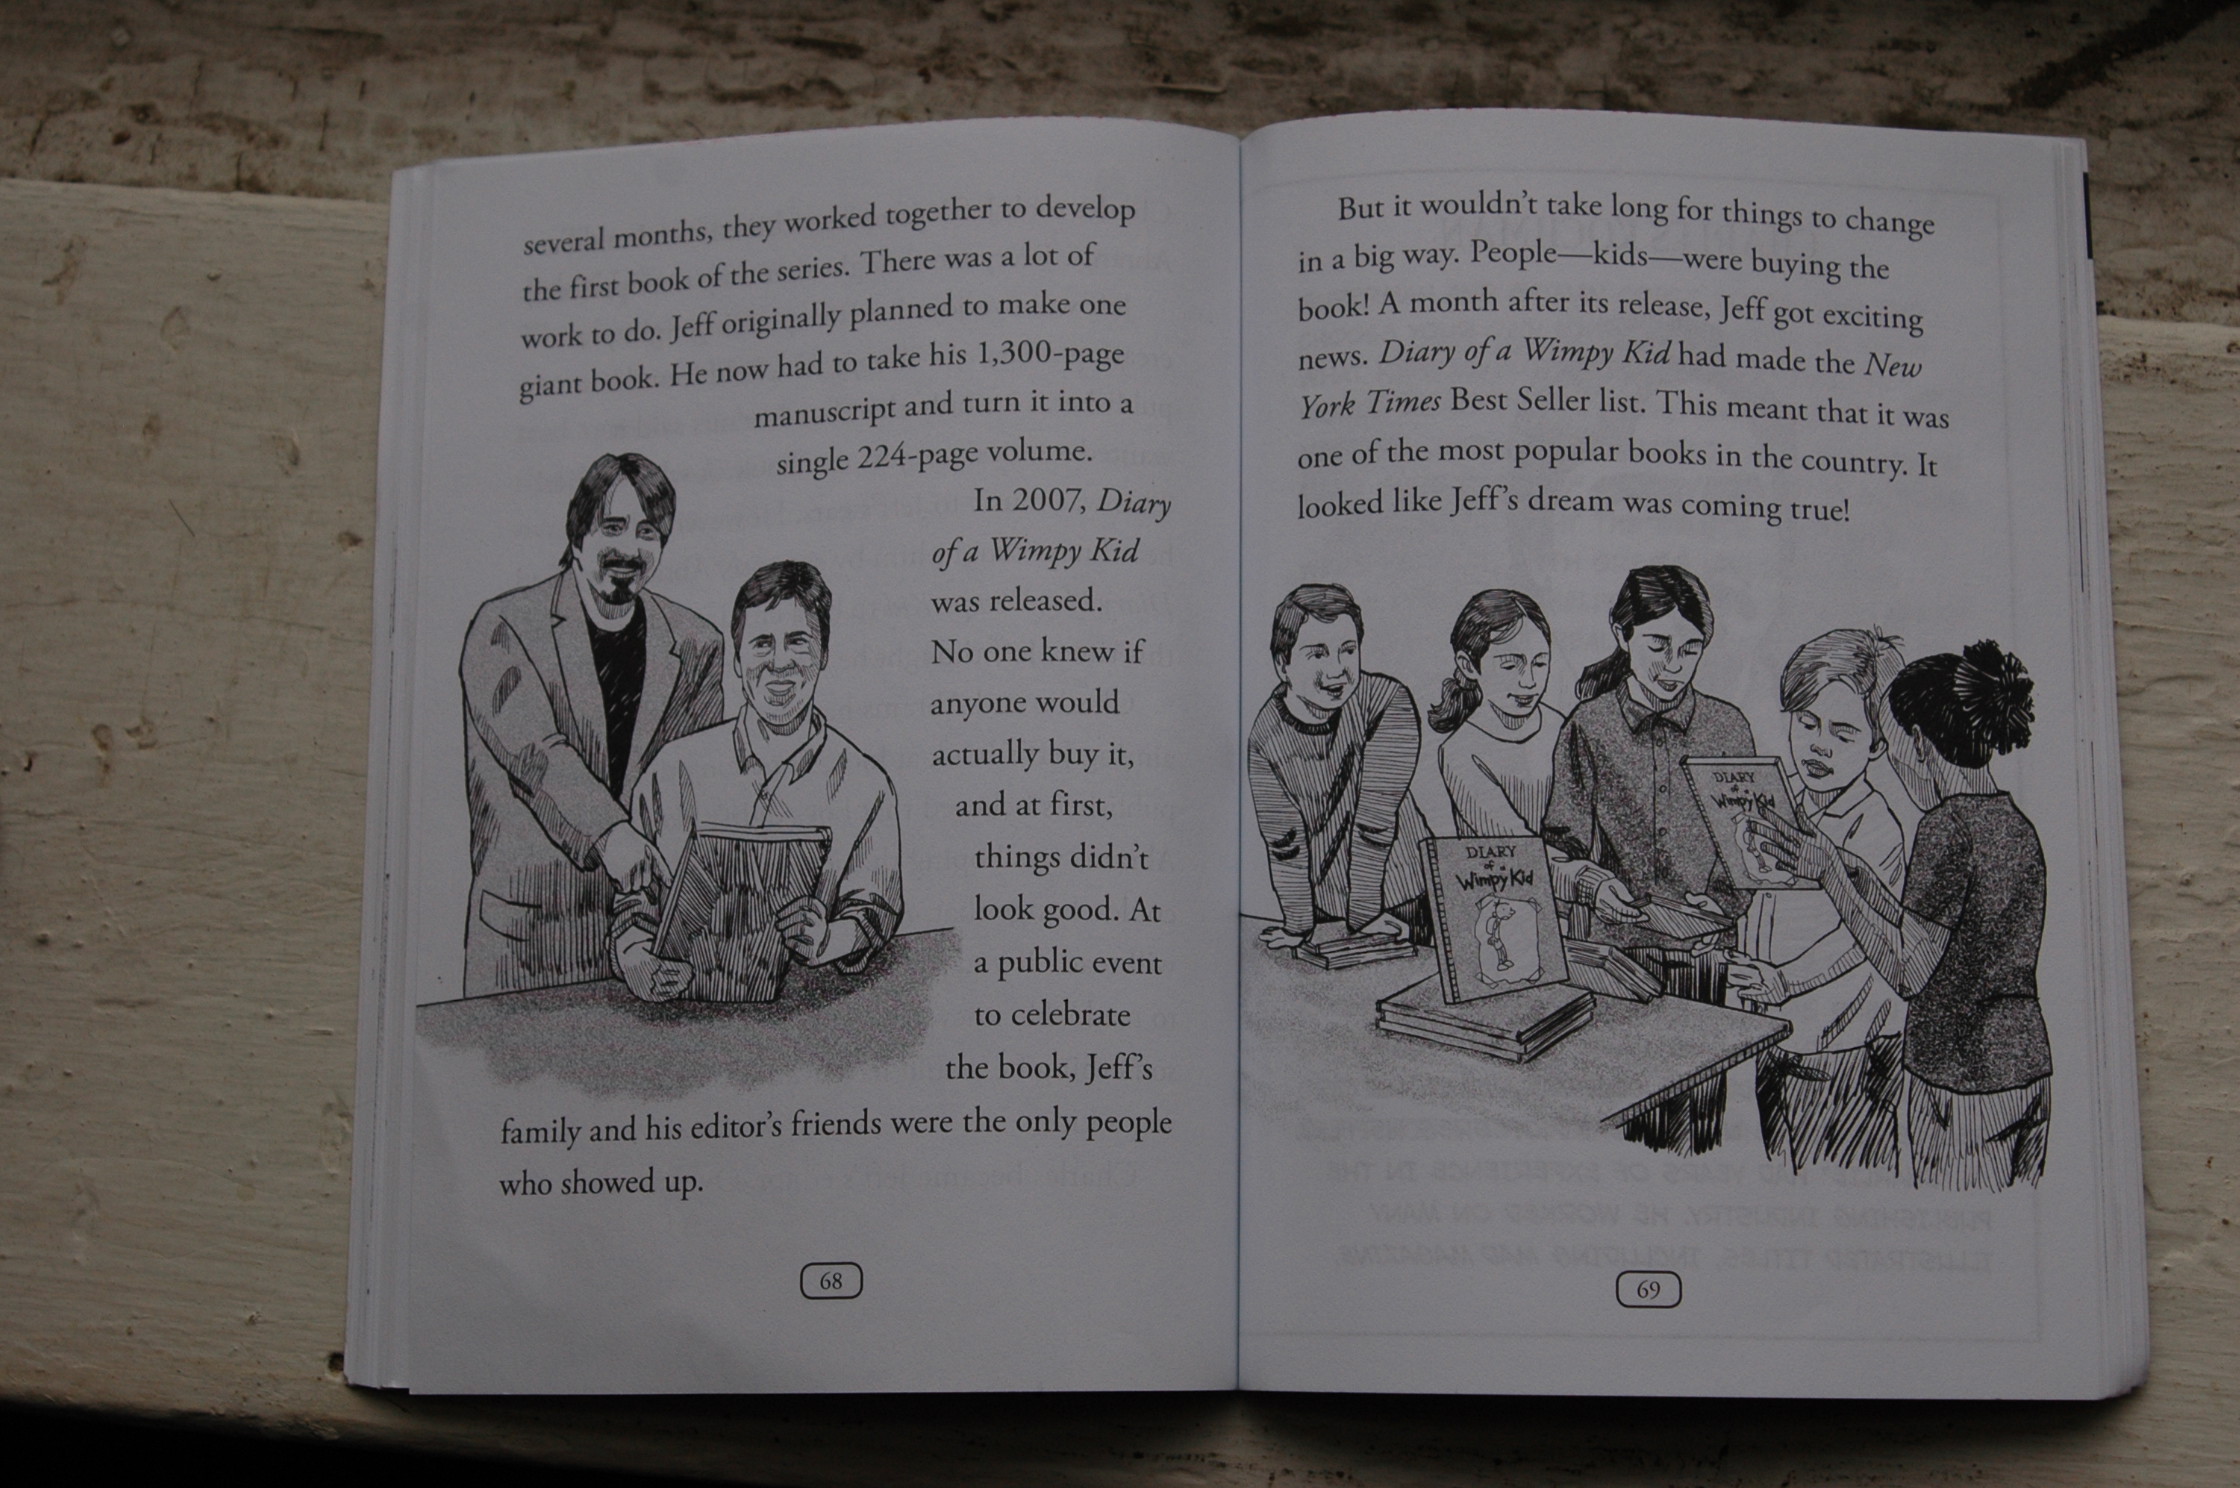 several months, they worked together to develop
the first book of the series. There was a lot of
work to do. Jeff originally planned to make one
giant book. He now had to take his 1,300-page
manuscript and turn it into a
single 224-page volume.
In 2007, Diary
of a Wimpy Kid
was released.
No one knew if
anyone would
actually buy it,
and at first,
things didn't
look good. At
a public event
to celebrate
the book, Jeff's
family and his editor's friends were the only people
who showed up.
68
But it wouldn't take long for things to change
in a big way. People—kids—were buying the
book! A month after its release, Jeff got exciting
news. Diary of a Wimpy Kid had made the New
York Times Best Seller list. This meant that it was
one of the most popular books in the country. It
looked like Jeff's dream was coming true!
DIARY
of a
Wimpy Kid
DIARY
of a
Wimpy Kid
69